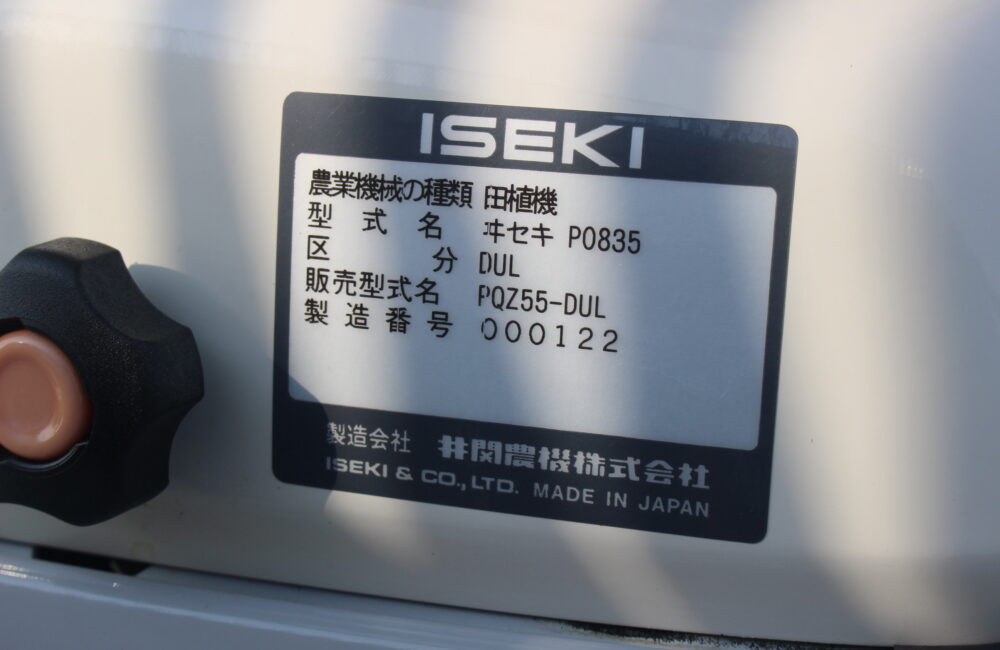 ISEKI
農業機械の種類 田植機
型式名 ヰセキ P0835
区分 DUL
販売型式名 PQZ55-DUL
製造番号 000122
製造会社 井関農機株式会社
ISEKI & CO., LTD. MADE IN JAPAN